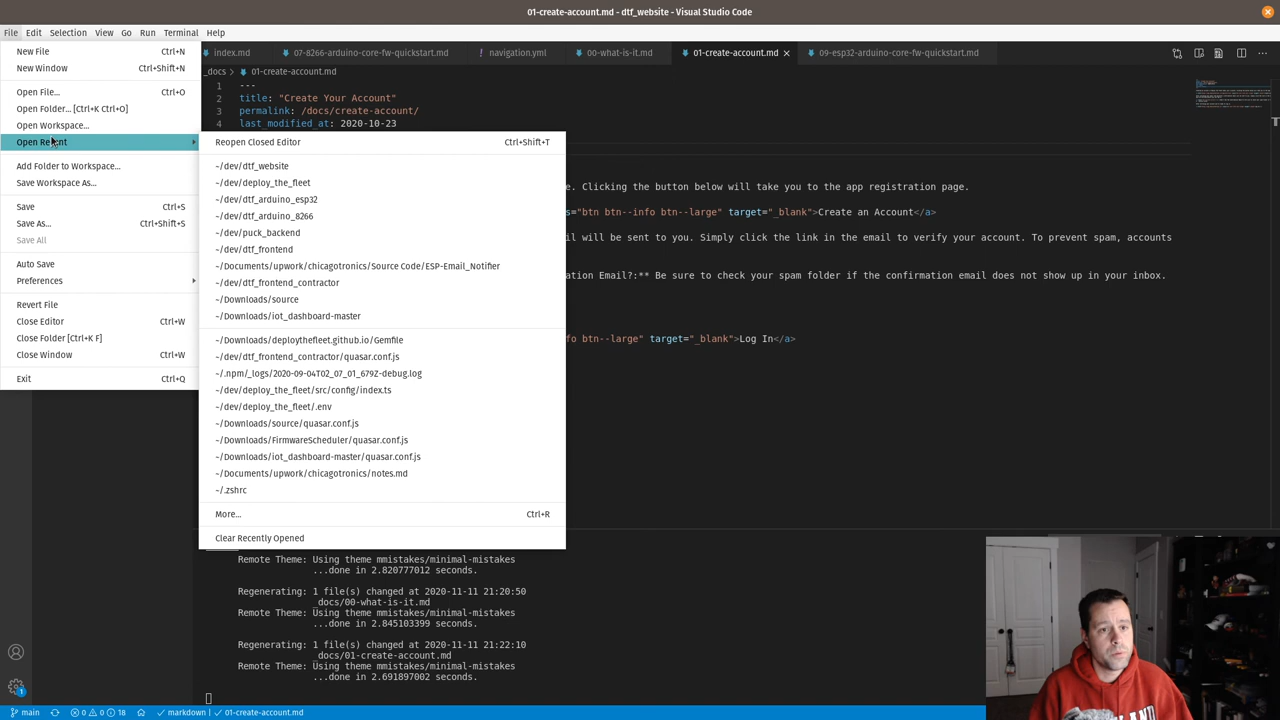 01-create-account.md - dtf_website - Visual Studio Code
File Edit Selection View Go Run Terminal Help
index.md 07-8266-arduino-core-fw-quickstart.md navigation.yml 00-what-is-it.md 01-create-account.md 09-esp32-arduino-core-fw-quickstart.md
_docs > 01-create-account.md
1 ---
2 title: "Create Your Account"
3 permalink: /docs/create-account/
4 last_modified_at: 2020-10-23
e. Clicking the button below will take you to the app registration page.
s="btn btn--info btn--large" target="_blank">Create an Account</a>
il will be sent to you. Simply click the link in the email to verify your account. To prevent spam, accounts
ation Email?:** Be sure to check your spam folder if the confirmation email does not show up in your inbox.
fo btn--large" target="_blank">Log In</a>
New File Ctrl+N
New Window Ctrl+Shift+N
Open File... Ctrl+O
Open Folder... [Ctrl+K Ctrl+O]
Open Workspace...
Open Recent
Add Folder to Workspace...
Save Workspace As...
Save Ctrl+S
Save As... Ctrl+Shift+S
Save All
Auto Save
Preferences
Revert File
Close Editor Ctrl+W
Close Folder [Ctrl+K F]
Close Window Ctrl+W
Exit Ctrl+Q
Reopen Closed Editor Ctrl+Shift+T
~/dev/dtf_website
~/dev/deploy_the_fleet
~/dev/dtf_arduino_esp32
~/dev/dtf_arduino_8266
~/dev/puck_backend
~/dev/dtf_frontend
~/Documents/upwork/chicagotronics/Source Code/ESP-Email_Notifier
~/dev/dtf_frontend_contractor
~/Downloads/source
~/Downloads/iot_dashboard-master
~/Downloads/deploythefleet.github.io/Gemfile
~/dev/dtf_frontend_contractor/quasar.conf.js
~/.npm/_logs/2020-09-04T02_07_01_679Z-debug.log
~/dev/deploy_the_fleet/src/config/index.ts
~/dev/deploy_the_fleet/.env
~/Downloads/source/quasar.conf.js
~/Downloads/FirmwareScheduler/quasar.conf.js
~/Downloads/iot_dashboard-master/quasar.conf.js
~/Documents/upwork/chicagotronics/notes.md
~/.zshrc
More... Ctrl+R
Clear Recently Opened
Remote Theme: Using theme mmistakes/minimal-mistakes
...done in 2.820777012 seconds.
Regenerating: 1 file(s) changed at 2020-11-11 21:20:50
_docs/00-what-is-it.md
Remote Theme: Using theme mmistakes/minimal-mistakes
...done in 2.845103399 seconds.
Regenerating: 1 file(s) changed at 2020-11-11 21:22:10
_docs/01-create-account.md
Remote Theme: Using theme mmistakes/minimal-mistakes
...done in 2.691897002 seconds.
1
main 0 0 18 markdown | 01-create-account.md